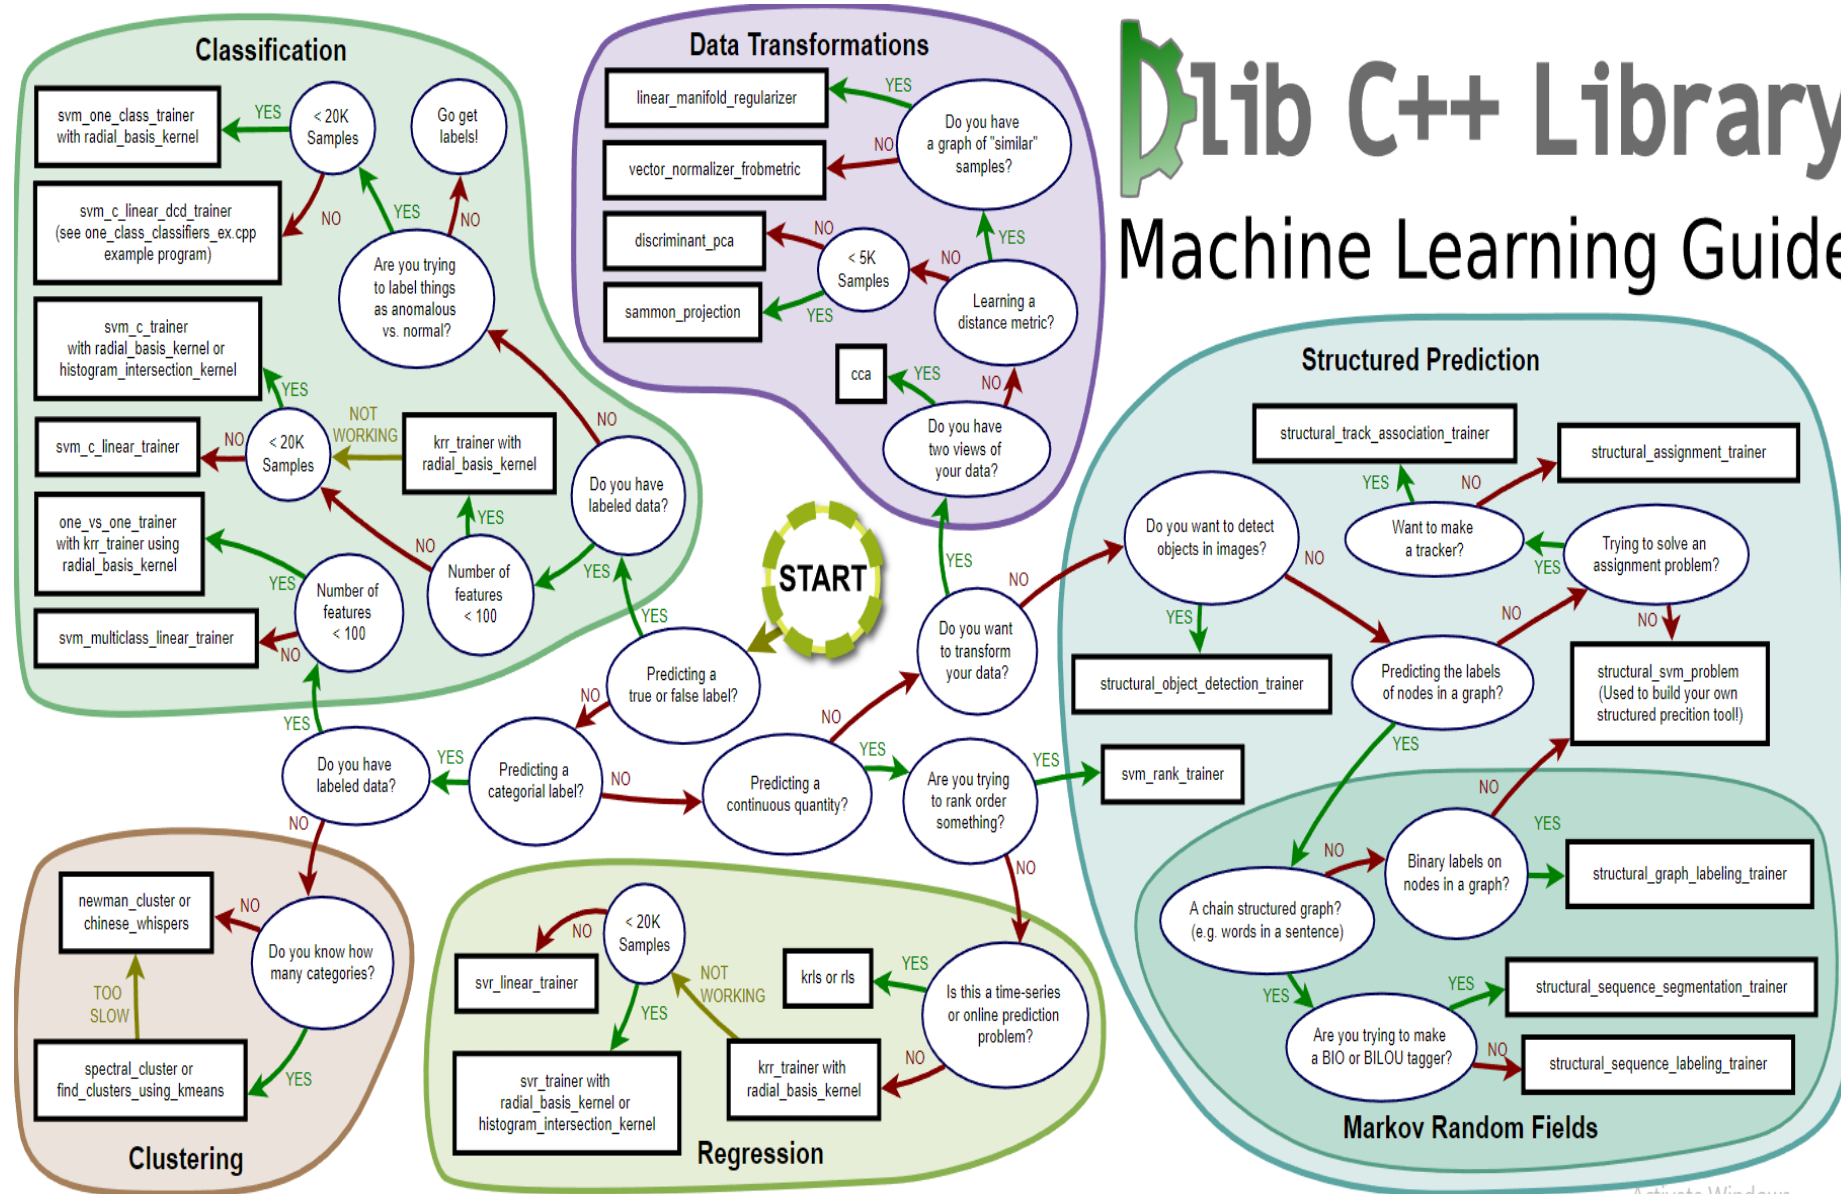 Dlib C++ Library
Machine Learning Guide
START
Classification
svm_one_class_trainer
with radial_basis_kernel
YES
< 20K
Samples
Go get
labels!
svm_c_linear_dcd_trainer
(see one_class_classifiers_ex.cpp
example program)
NO
YES
NO
Are you trying
to label things
as anomalous
vs. normal?
svm_c_trainer
with radial_basis_kernel or
histogram_intersection_kernel
YES
NOT
WORKING
NO
svm_c_linear_trainer
NO
< 20K
Samples
krr_trainer with
radial_basis_kernel
Do you have
labeled data?
one_vs_one_trainer
with krr_trainer using
radial_basis_kernel
YES
NO
YES
YES
Number of
features
< 100
Number of
features
< 100
svm_multiclass_linear_trainer
NO
YES
YES
Predicting a
true or false label?
NO
Do you have
labeled data?
YES
Predicting a
categorial label?
NO
Predicting a
continuous quantity?
NO
YES
NO
Data Transformations
linear_manifold_regularizer
YES
Do you have
a graph of "similar"
samples?
vector_normalizer_frobmetric
NO
discriminant_pca
NO
YES
< 5K
Samples
NO
Learning a
distance metric?
sammon_projection
YES
cca
YES
NO
Do you have
two views of
your data?
YES
Do you want
to transform
your data?
NO
Are you trying
to rank order
something?
YES
svm_rank_trainer
NO
Structured Prediction
structural_track_association_trainer
structural_assignment_trainer
YES
NO
Do you want to detect
objects in images?
Want to make
a tracker?
YES
Trying to solve an
assignment problem?
NO
YES
NO
NO
structural_object_detection_trainer
Predicting the labels
of nodes in a graph?
structural_svm_problem
(Used to build your own
structured precition tool!)
YES
NO
YES
NO
Binary labels on
nodes in a graph?
structural_graph_labeling_trainer
A chain structured graph?
(e.g. words in a sentence)
YES
YES
structural_sequence_segmentation_trainer
Are you trying to make
a BIO or BILOU tagger?
NO
structural_sequence_labeling_trainer
Markov Random Fields
newman_cluster or
chinese_whispers
NO
Do you know how
many categories?
TOO
SLOW
YES
spectral_cluster or
find_clusters_using_kmeans
Clustering
< 20K
Samples
NO
svr_linear_trainer
NOT
WORKING
YES
krls or rls
YES
Is this a time-series
or online prediction
problem?
NO
krr_trainer with
radial_basis_kernel
svr_trainer with
radial_basis_kernel or
histogram_intersection_kernel
Regression
Activate Windows